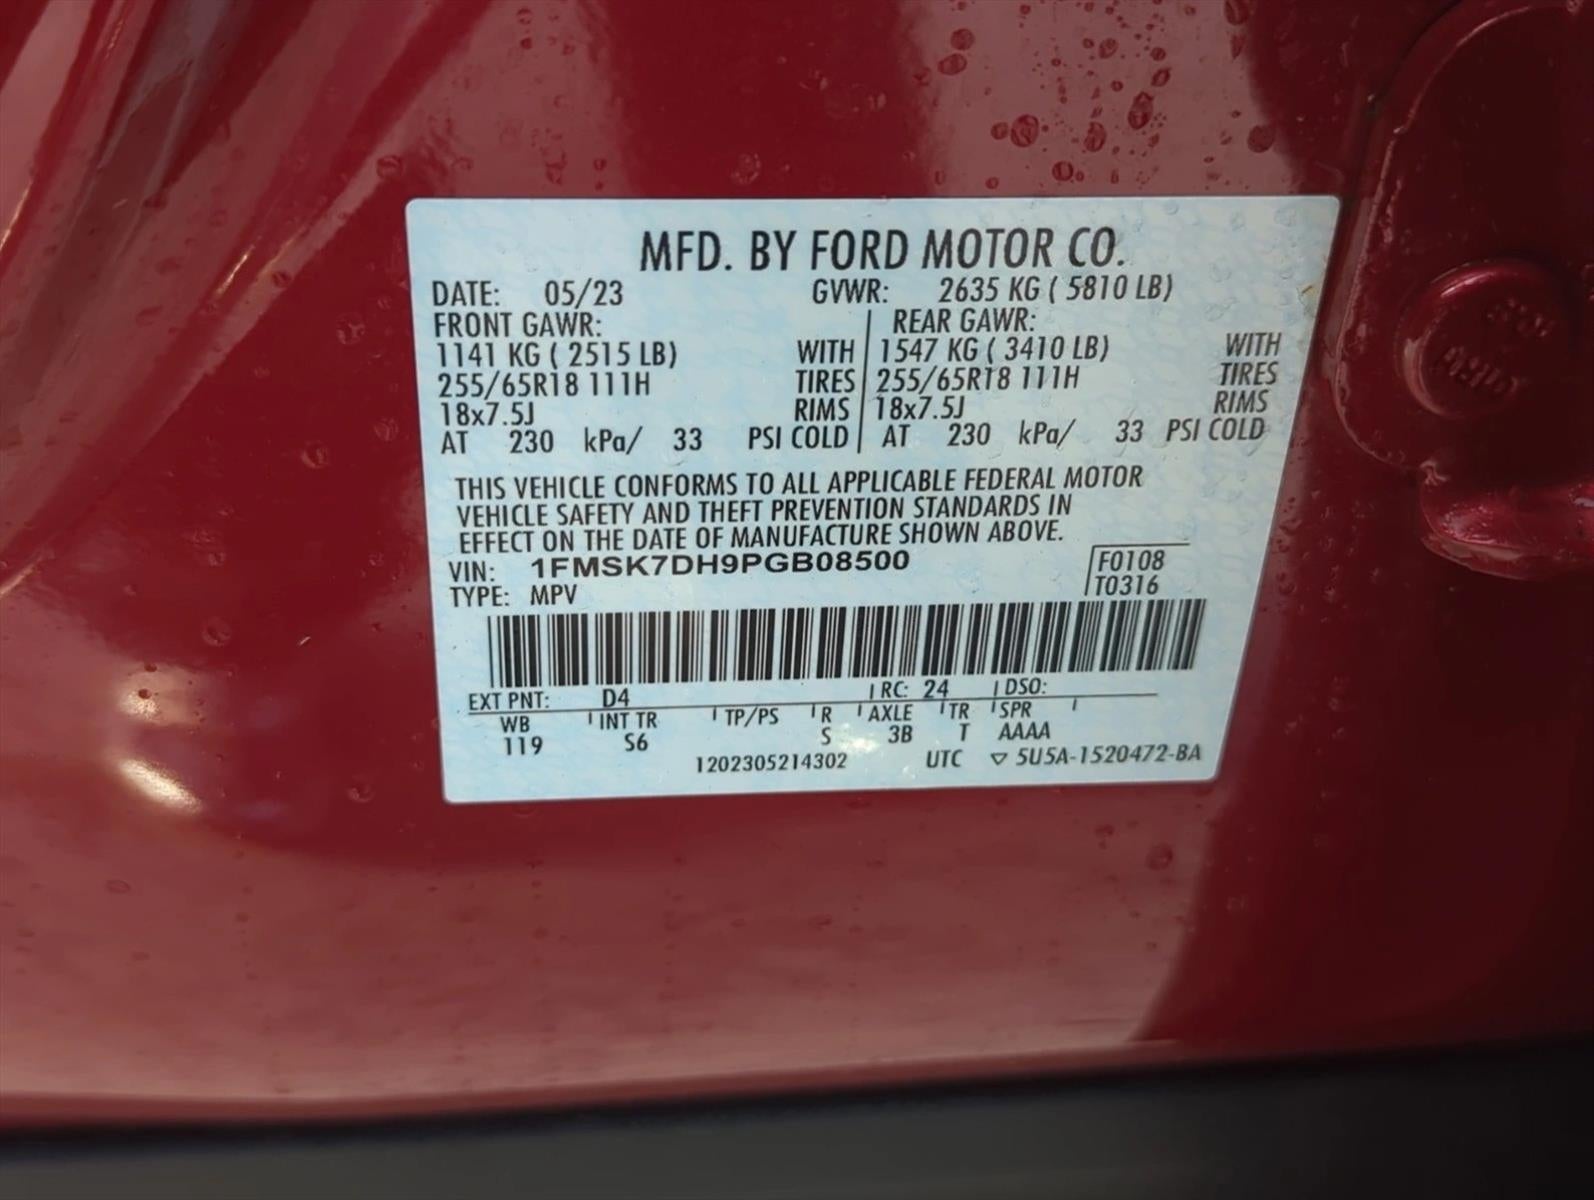 MFD. BY FORD MOTOR CO.
DATE: 05/23 GVWR: 2635 KG ( 5810 LB)
FRONT GAWR: REAR GAWR:
1141 KG ( 2515 LB) WITH 1547 KG ( 3410 LB) WITH
255/65R18 111H TIRES 255/65R18 111H TIRES
18x7.5J RIMS 18x7.5J RIMS
AT 230 kPa/ 33 PSI COLD AT 230 kPa/ 33 PSI COLD
THIS VEHICLE CONFORMS TO ALL APPLICABLE FEDERAL MOTOR
VEHICLE SAFETY AND THEFT PREVENTION STANDARDS IN
EFFECT ON THE DATE OF MANUFACTURE SHOWN ABOVE.
VIN: 1FMSK7DH9PGB08500 F0108
TYPE: MPV T0316
EXT PNT: D4 RC: 24 DSO:
WB INT TR TP/PS R AXLE TR SPR
119 S6 S 3B T AAAA
1202305214302 UTC ▽ 5U5A-1520472-BA